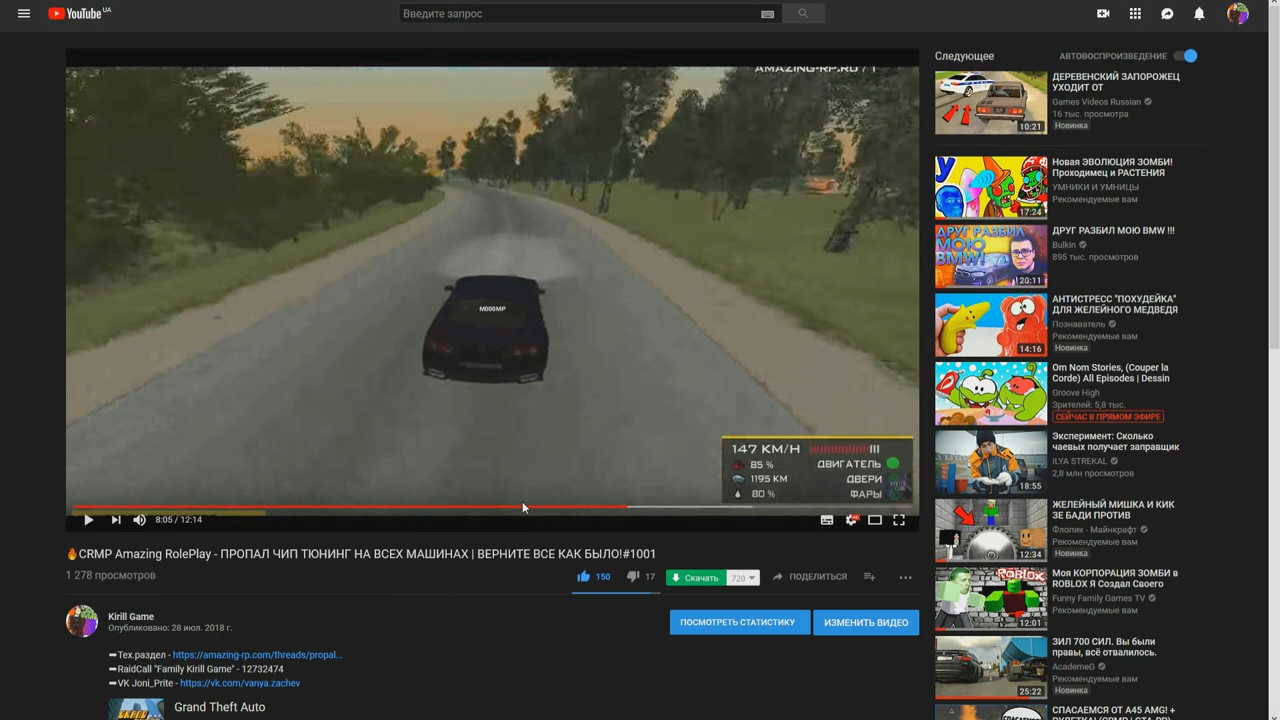 YouTube UA
Введите запрос
AMAZING-RP.RU / 1
M000MP
147 KM/H
85 %
ДВИГАТЕЛЬ
1195 KM
ДВЕРИ
80 %
ФАРЫ
8:05 / 12:14
HD
🔥CRMP Amazing RolePlay - ПРОПАЛ ЧИП ТЮНИНГ НА ВСЕХ МАШИНАХ | ВЕРНИТЕ ВСЕ КАК БЫЛО!#1001
1 278 просмотров
150
17
Скачать
720
ПОДЕЛИТЬСЯ
Kirill Game
Опубликовано: 28 июл. 2018 г.
ПОСМОТРЕТЬ СТАТИСТИКУ
ИЗМЕНИТЬ ВИДЕО
➡Тех.раздел - https://amazing-rp.com/threads/propal...
➡RaidCall "Family Kirill Game" - 12732474
➡VK Joni_Prite - https://vk.com/vanya.zachev
Grand Theft Auto
Следующее
АВТОВОСПРОИЗВЕДЕНИЕ
10:21
ДЕРЕВЕНСКИЙ ЗАПОРОЖЕЦ
УХОДИТ ОТ
Games Videos Russian
16 тыс. просмотра
Новинка
17:24
Новая ЭВОЛЮЦИЯ ЗОМБИ!
Проходимец и РАСТЕНИЯ
УМНИКИ И УМНИЦЫ
Рекомендуемые вам
ДРУГ РАЗБИЛ
МОЮ
BMW!
20:11
ДРУГ РАЗБИЛ МОЮ BMW !!!
Bulkin
895 тыс. просмотров
14:16
АНТИСТРЕСС "ПОХУДЕЙКА"
ДЛЯ ЖЕЛЕЙНОГО МЕДВЕДЯ
Познаватель
Рекомендуемые вам
Новинка
Om Nom Stories, (Couper la
Corde) All Episodes | Dessin
Groove High
Зрителей: 5,8 тыс.
СЕЙЧАС В ПРЯМОМ ЭФИРЕ
18:55
Эксперимент: Сколько
чаевых получает заправщик
ILYA STREKAL
2,8 млн просмотров
12:34
ЖЕЛЕЙНЫЙ МИШКА И КИК
ЗЕ БАДИ ПРОТИВ
Флопик - Майнкрафт
Рекомендуемые вам
Новинка
ROBLOX
12:01
Моя КОРПОРАЦИЯ ЗОМБИ в
ROBLOX Я Создал Своего
Funny Family Games TV
Рекомендуемые вам
25:22
ЗИЛ 700 СИЛ. Вы были
правы, всё отвалилось.
AcademeG
Рекомендуемые вам
Новинка
СПАСАЕМСЯ ОТ A45 AMG! +